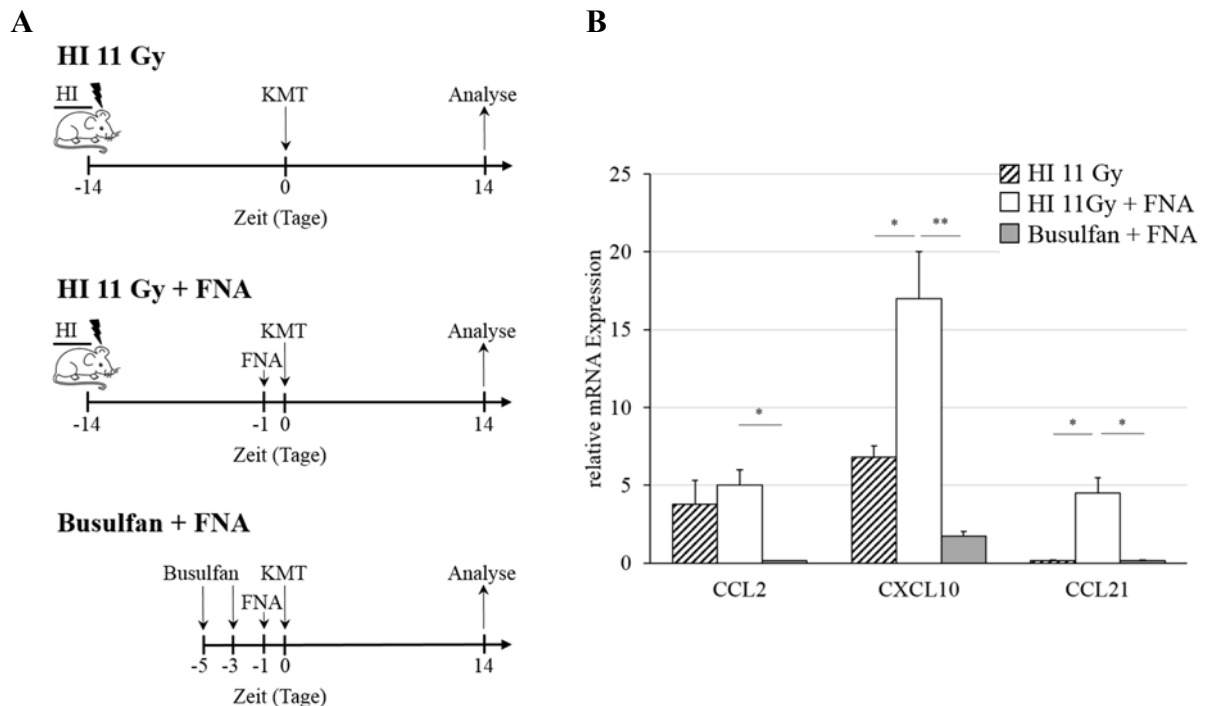 A
HI 11 Gy
HI
KMT
Analyse
-14
0
14
Zeit (Tage)
HI 11 Gy + FNA
HI
KMT
FNA
Analyse
-14
-1
0
14
Zeit (Tage)
Busulfan + FNA
Busulfan
KMT
FNA
Analyse
-5
-3
-1
0
14
Zeit (Tage)
B
relative mRNA Expression
25
20
15
10
5
0
HI 11 Gy
HI 11Gy + FNA
Busulfan + FNA
*
*
**
*
*
CCL2
CXCL10
CCL21